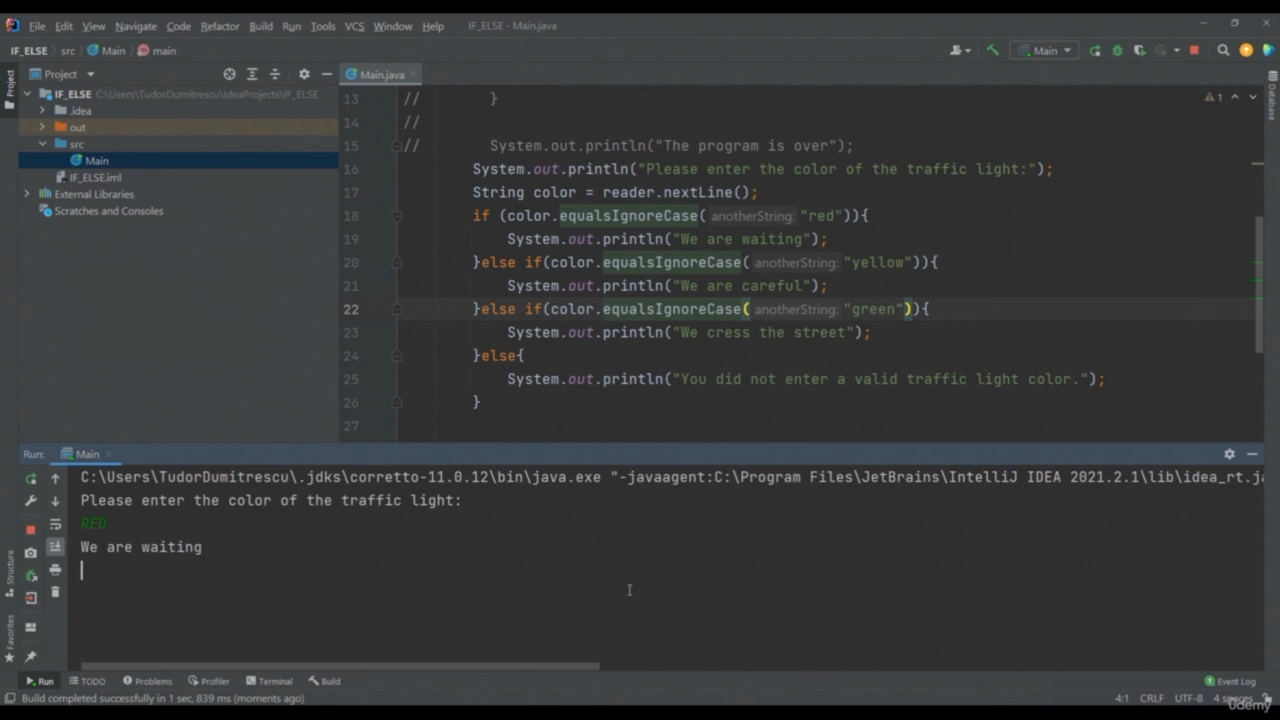 File Edit View Navigate Code Refactor Build Run Tools VCS Window Help IF_ELSE - Main.java
IF_ELSE src Main main Main
Project Main.java
IF_ELSE C:\Users\TudorDumitrescu\IdeaProjects\IF_ELSE
.idea
out
src
Main
IF_ELSE.iml
External Libraries
Scratches and Consoles
Project
Database
1
13 // }
14 //
15 // System.out.println("The program is over");
16 System.out.println("Please enter the color of the traffic light:");
17 String color = reader.nextLine();
18 if (color.equalsIgnoreCase( anotherString: "red")){
19 System.out.println("We are waiting");
20 }else if(color.equalsIgnoreCase( anotherString: "yellow")){
21 System.out.println("We are careful");
22 }else if(color.equalsIgnoreCase( anotherString: "green")){
23 System.out.println("We cress the street");
24 }else{
25 System.out.println("You did not enter a valid traffic light color.");
26 }
27
Run: Main
C:\Users\TudorDumitrescu\.jdks\corretto-11.0.12\bin\java.exe "-javaagent:C:\Program Files\JetBrains\IntelliJ IDEA 2021.2.1\lib\idea_rt.ja
Please enter the color of the traffic light:
RED
We are waiting
Structure
Favorites
Run TODO Problems Profiler Terminal Build Event Log
Build completed successfully in 1 sec, 839 ms (moments ago) 4:1 CRLF UTF-8 4 spaces
udemy